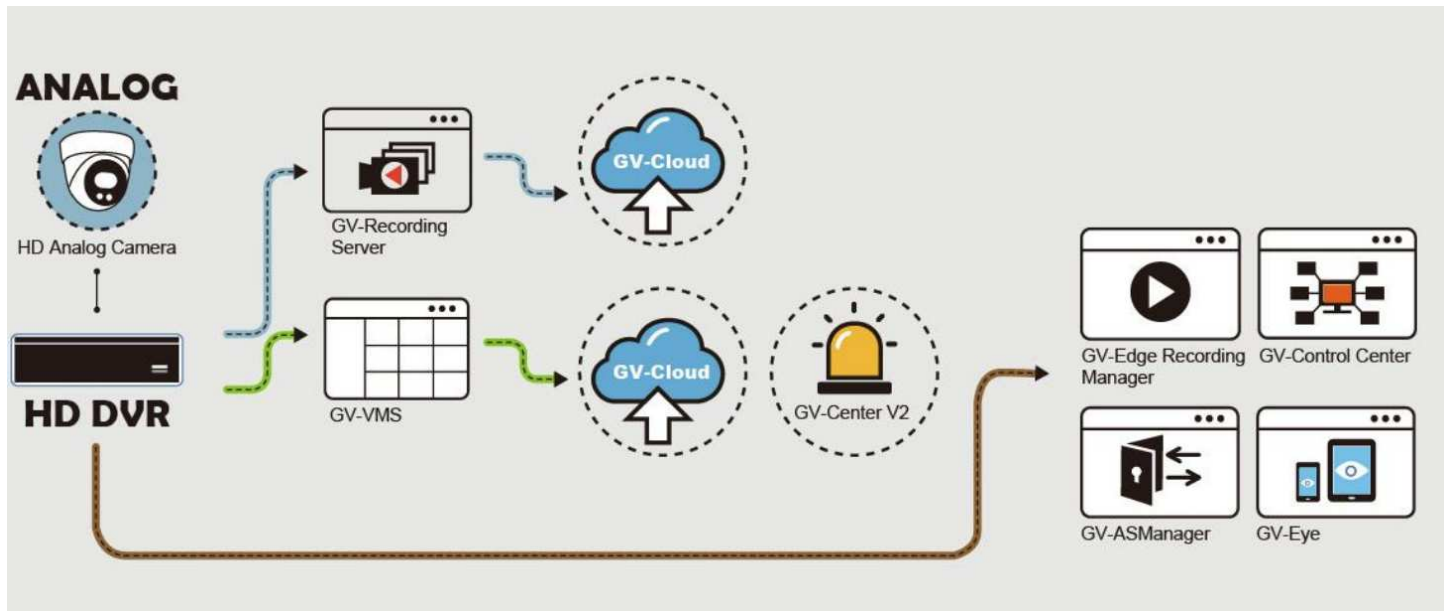 ANALOG
HD Analog Camera
HD DVR
GV-Recording
Server
GV-Cloud
GV-VMS
GV-Cloud
GV-Center V2
GV-Edge Recording
Manager
GV-Control Center
GV-ASManager
GV-Eye